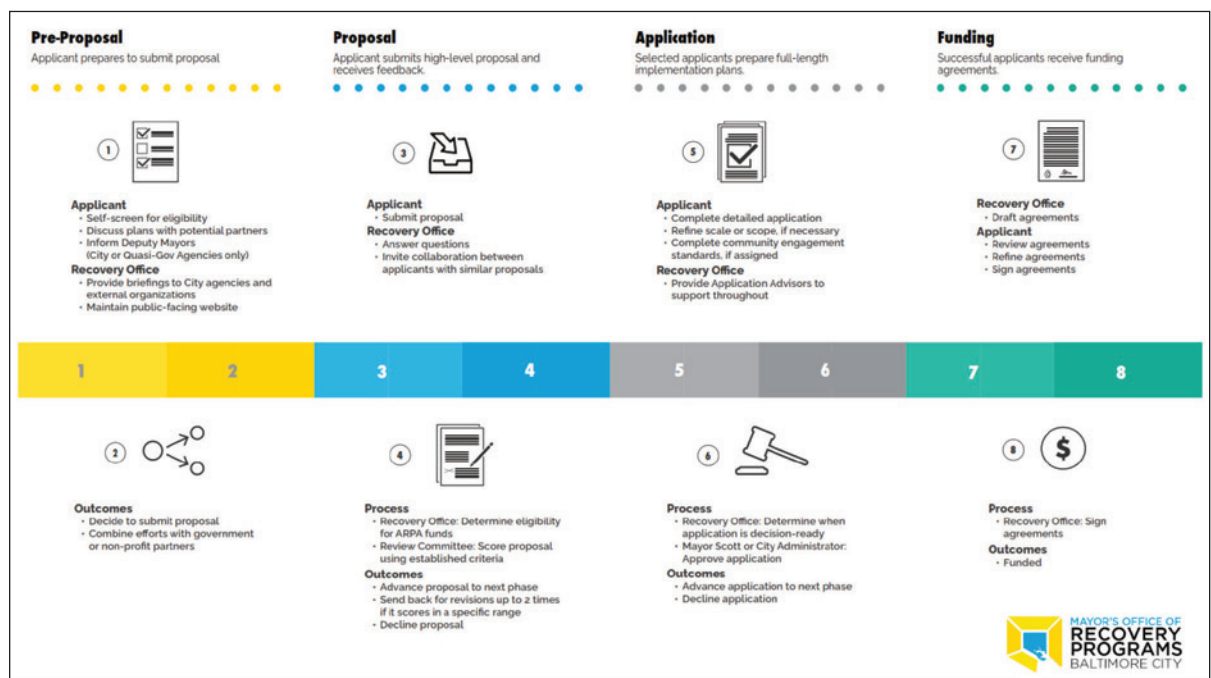 Pre-Proposal
Applicant prepares to submit proposal
Proposal
Applicant submits high-level proposal and
receives feedback.
Application
Selected applicants prepare full-length
implementation plans.
Funding
Successful applicants receive funding
agreements.
1
Applicant
• Self-screen for eligibility
• Discuss plans with potential partners
• Inform Deputy Mayors
(City or Quasi-Gov Agencies only)
Recovery Office
• Provide briefings to City agencies and
external organizations
• Maintain public-facing website
3
Applicant
• Submit proposal
Recovery Office
• Answer questions
• Invite collaboration between
applicants with similar proposals
5
Applicant
• Complete detailed application
• Refine scale or scope, if necessary
• Complete community engagement
standards, if assigned
Recovery Office
• Provide Application Advisors to
support throughout
7
Recovery Office
• Draft agreements
Applicant
• Review agreements
• Refine agreements
• Sign agreements
1 2 3 4 5 6 7 8
2
Outcomes
• Decide to submit proposal
• Combine efforts with government
or non-profit partners
4
Process
• Recovery Office: Determine eligibility
for ARPA funds
• Review Committee: Score proposal
using established criteria
Outcomes
• Advance proposal to next phase
• Send back for revisions up to 2 times
if it scores in a specific range
• Decline proposal
6
Process
• Recovery Office: Determine when
application is decision-ready
• Mayor Scott or City Administrator:
Approve application
Outcomes
• Advance application to next phase
• Decline application
8
$
Process
• Recovery Office: Sign
agreements
Outcomes
• Funded
MAYOR'S OFFICE OF
RECOVERY
PROGRAMS
BALTIMORE CITY